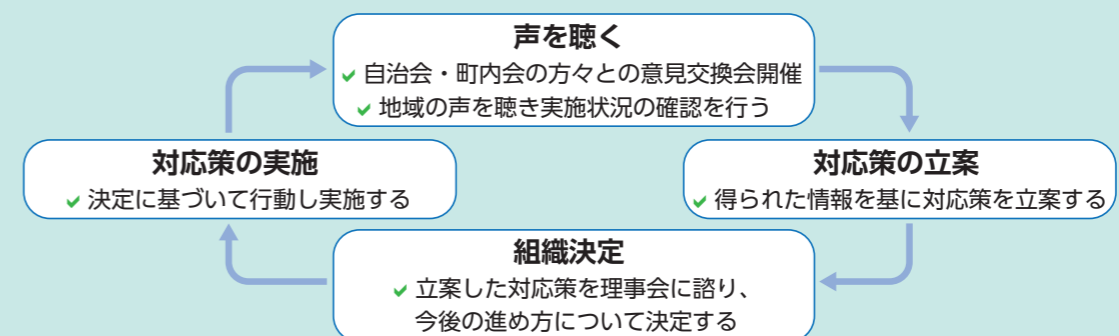 声を聴く
✔ 自治会・町内会の方々との意見交換会開催
✔ 地域の声を聴き実施状況の確認を行う
対応策の実施
✔ 決定に基づいて行動し実施する
対応策の立案
✔ 得られた情報を基に対応策を立案する
組織決定
✔ 立案した対応策を理事会に諮り、
今後の進め方について決定する